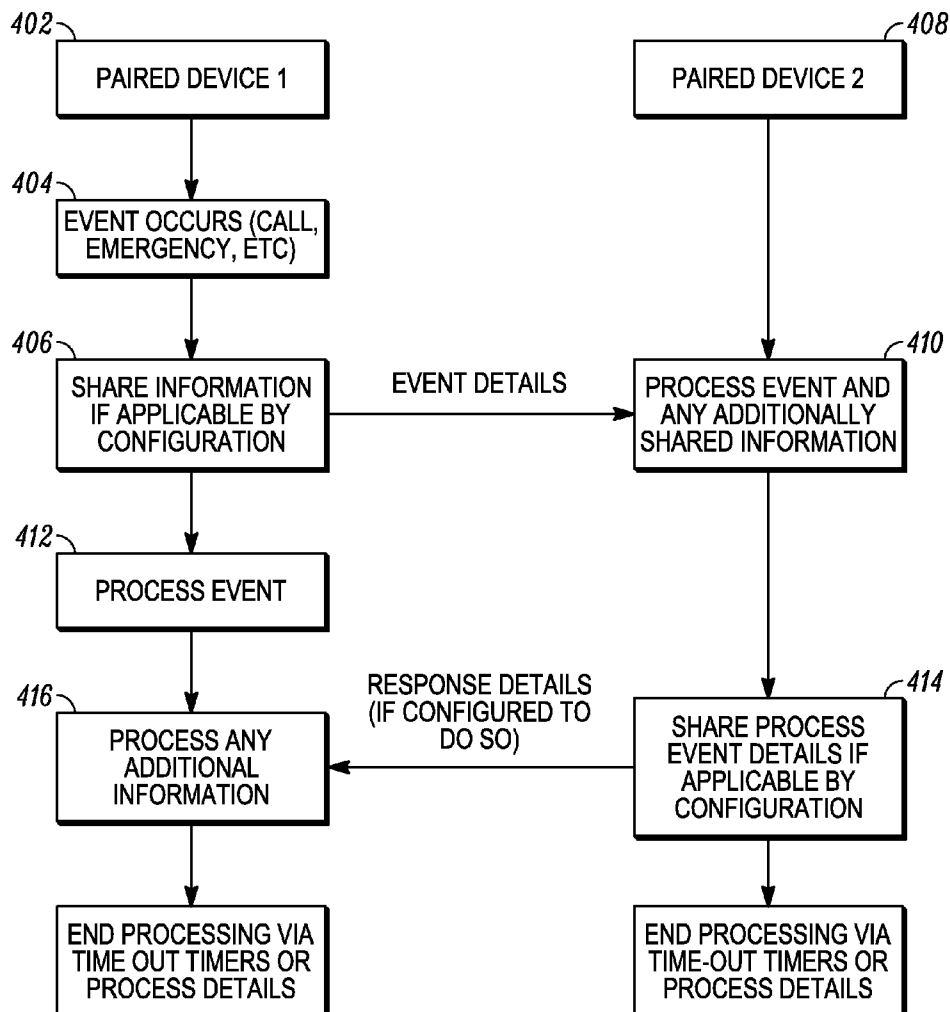 402
PAIRED DEVICE 1
408
PAIRED DEVICE 2
404
EVENT OCCURS (CALL,
EMERGENCY, ETC)
406
SHARE INFORMATION
IF APPLICABLE BY
CONFIGURATION
EVENT DETAILS
410
PROCESS EVENT AND
ANY ADDITIONALLY
SHARED INFORMATION
412
PROCESS EVENT
416
PROCESS ANY
ADDITIONAL
INFORMATION
RESPONSE DETAILS
(IF CONFIGURED TO
DO SO)
414
SHARE PROCESS
EVENT DETAILS IF
APPLICABLE BY
CONFIGURATION
END PROCESSING VIA
TIME OUT TIMERS OR
PROCESS DETAILS
END PROCESSING VIA
TIME-OUT TIMERS OR
PROCESS DETAILS